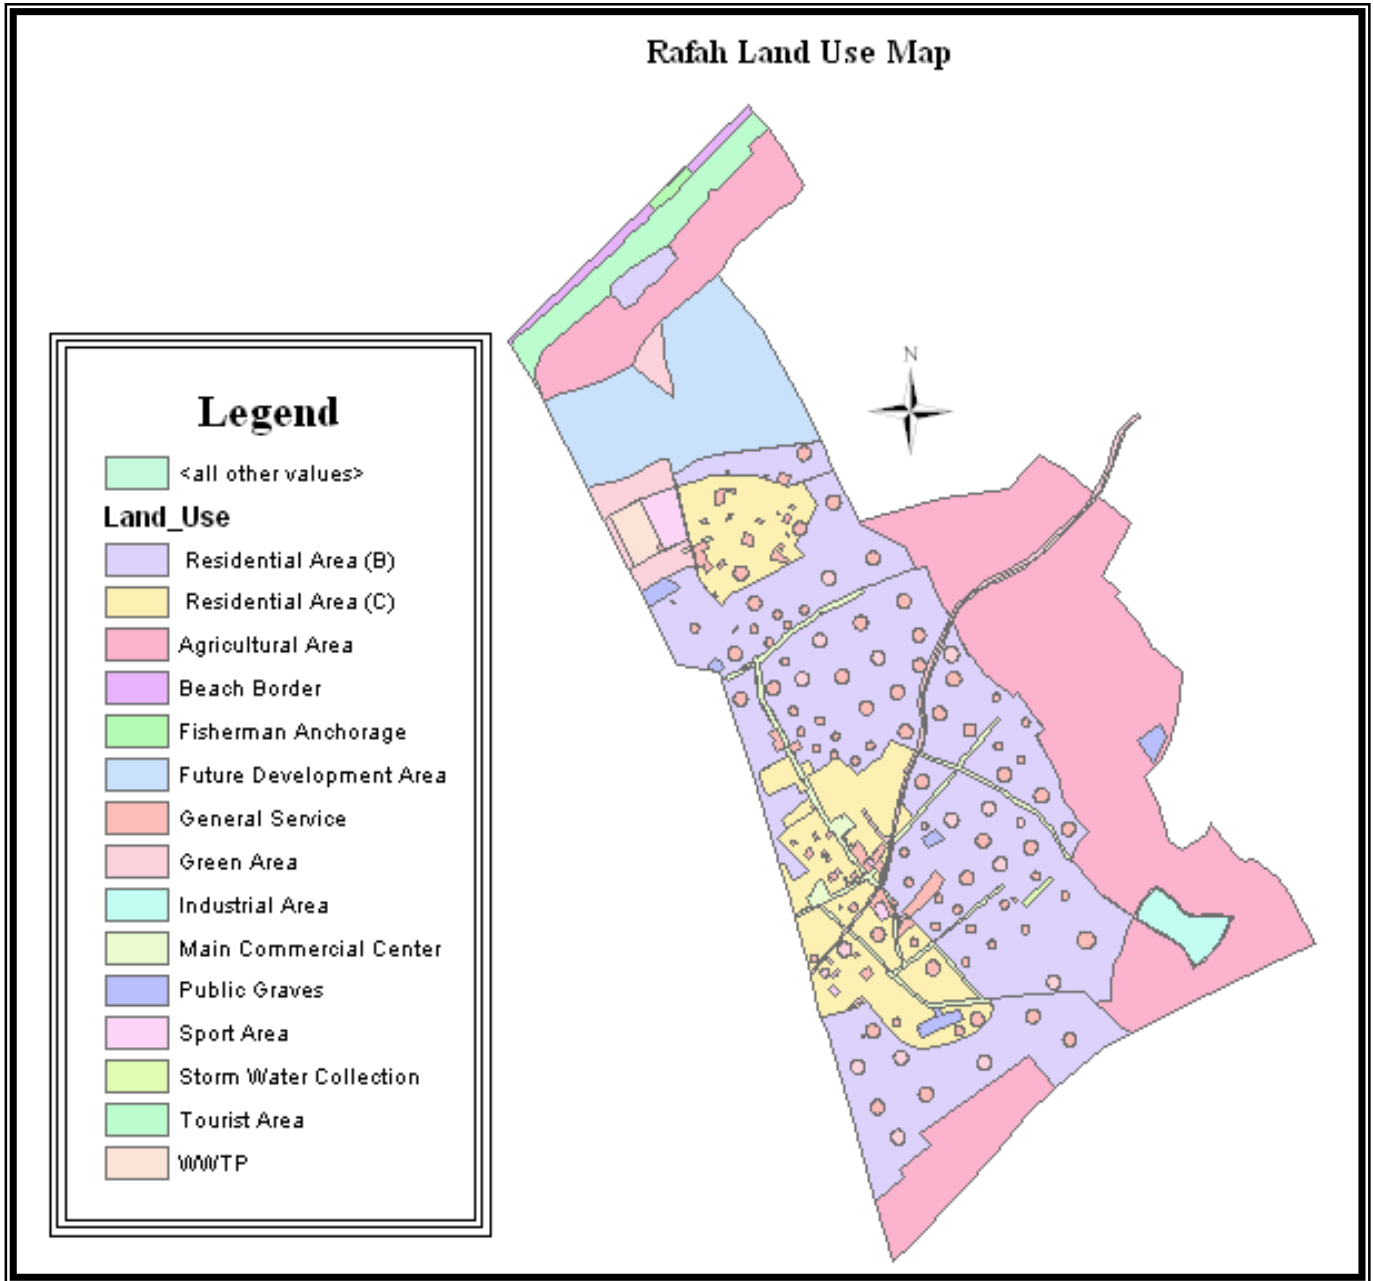 Rafah Land Use Map
N
Legend
<all other values>
Land_Use
Residential Area (B)
Residential Area (C)
Agricultural Area
Beach Border
Fisherman Anchorage
Future Development Area
General Service
Green Area
Industrial Area
Main Commercial Center
Public Graves
Sport Area
Storm Water Collection
Tourist Area
WWTP